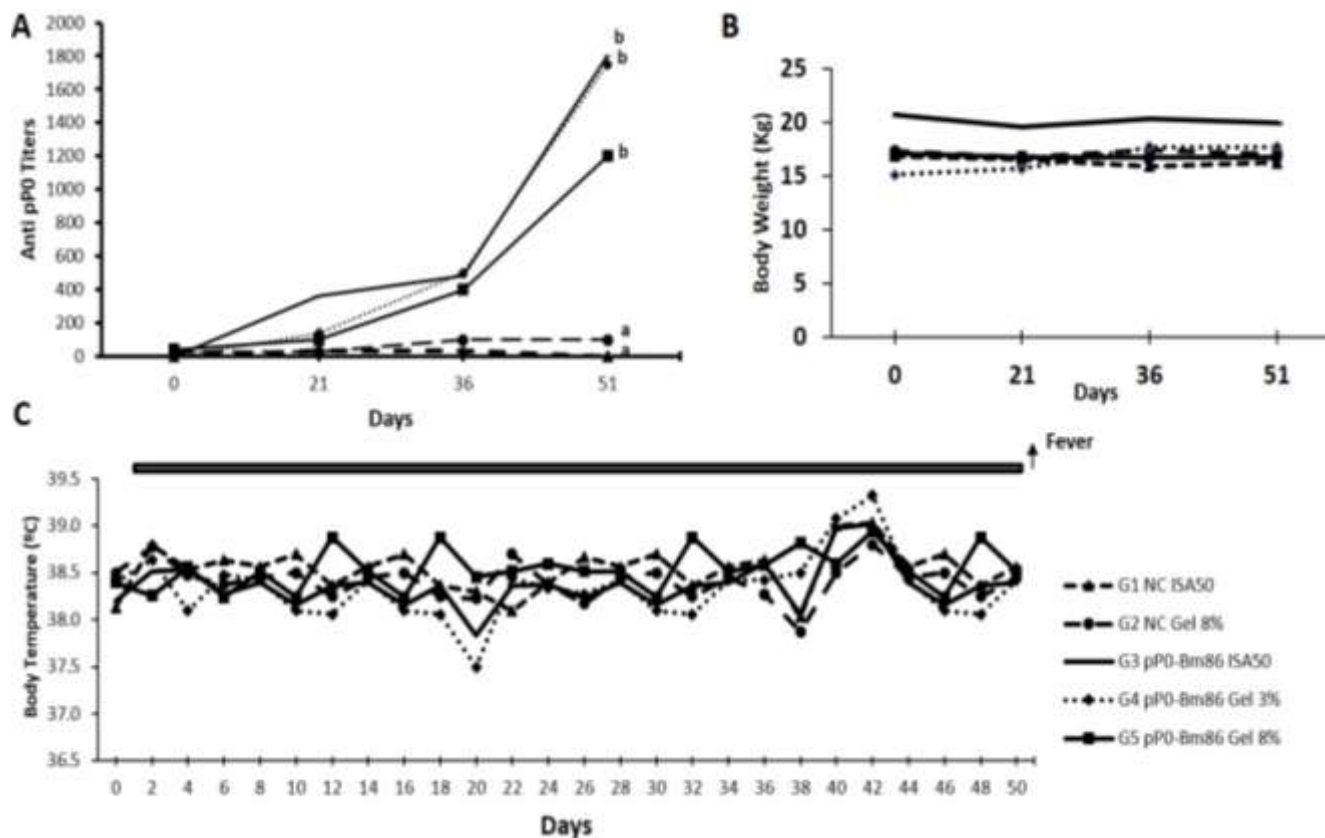 A
2000
1800
1600
1400
1200
1000
800
600
400
200
0
Anti pP0 Titers
b
b
b
a
a
0 21 36 51
Days
B
25
20
15
10
5
0
Body Weight (Kg)
0 21 36 51
Days
C
Fever
39.5
39.0
38.5
38.0
37.5
37.0
36.5
Body Temperature (ºC)
0 2 4 6 8 10 12 14 16 18 20 22 24 26 28 30 32 34 36 38 40 42 44 46 48 50
Days
G1 NC ISA50
G2 NC Gel 8%
G3 pP0-Bm86 ISA50
G4 pP0-Bm86 Gel 3%
G5 pP0-Bm86 Gel 8%